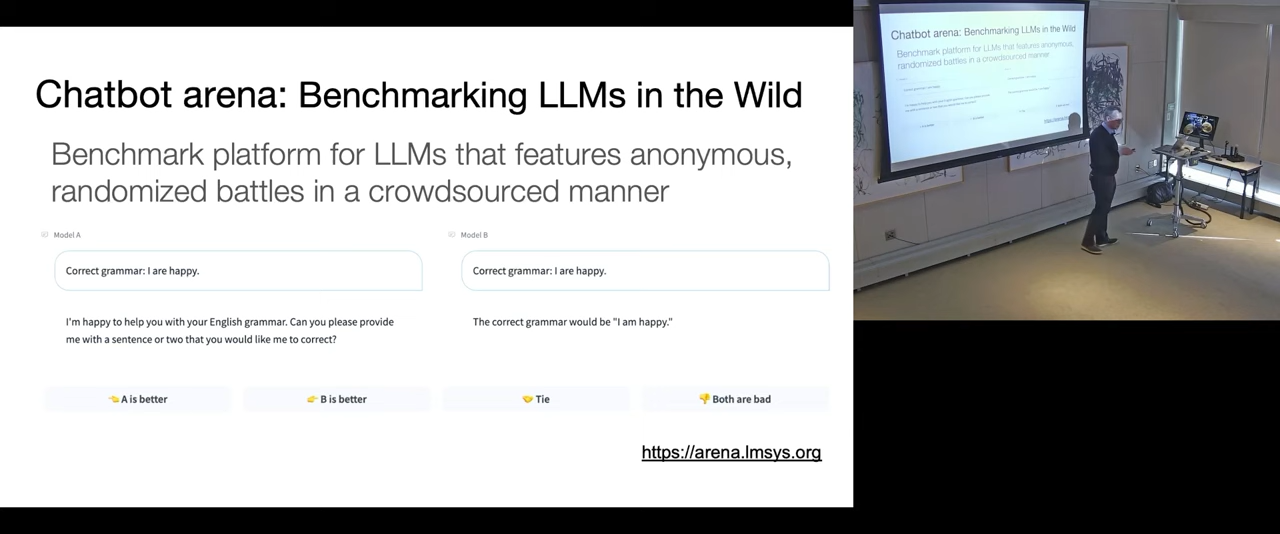 Chatbot arena: Benchmarking LLMs in the Wild
Benchmark platform for LLMs that features anonymous,
randomized battles in a crowdsourced manner
Model A
Model B
Correct grammar: I are happy.
Correct grammar: I are happy.
I'm happy to help you with your English grammar. Can you please provide
me with a sentence or two that you would like me to correct?
The correct grammar would be "I am happy."
👈 A is better
👉 B is better
🤝 Tie
👎 Both are bad
https://arena.lmsys.org
Chatbot arena: Benchmarking LLMs in the Wild
Benchmark platform for LLMs that features anonymous,
randomized battles in a crowdsourced manner